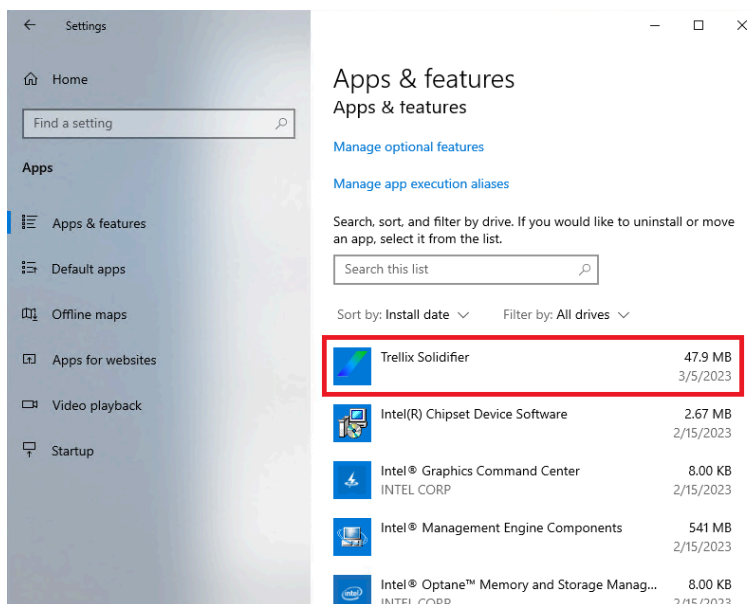 Settings
Home
Find a setting
Apps
Apps & features
Default apps
Offline maps
Apps for websites
Video playback
Startup
Apps & features
Apps & features
Manage optional features
Manage app execution aliases
Search, sort, and filter by drive. If you would like to uninstall or move
an app, select it from the list.
Search this list
Sort by: Install date Filter by: All drives
Trellix Solidifier 47.9 MB
3/5/2023
Intel(R) Chipset Device Software 2.67 MB
2/15/2023
Intel® Graphics Command Center 8.00 KB
INTEL CORP 2/15/2023
Intel® Management Engine Components 541 MB
2/15/2023
Intel® Optane™ Memory and Storage Manag... 8.00 KB
INTEL CORP 2/15/2023